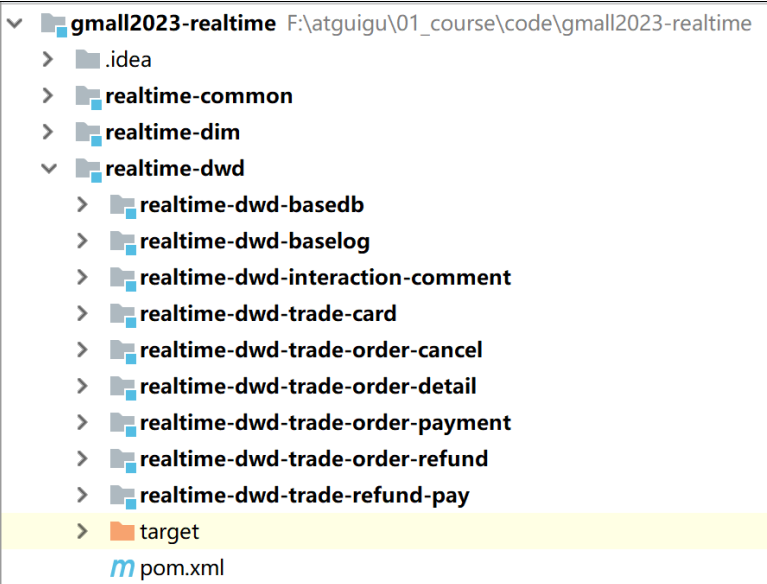 gmall2023-realtime F:\atguigu\01_course\code\gmall2023-realtime
.idea
realtime-common
realtime-dim
realtime-dwd
realtime-dwd-basedb
realtime-dwd-baselog
realtime-dwd-interaction-comment
realtime-dwd-trade-card
realtime-dwd-trade-order-cancel
realtime-dwd-trade-order-detail
realtime-dwd-trade-order-payment
realtime-dwd-trade-order-refund
realtime-dwd-trade-refund-pay
target
m pom.xml